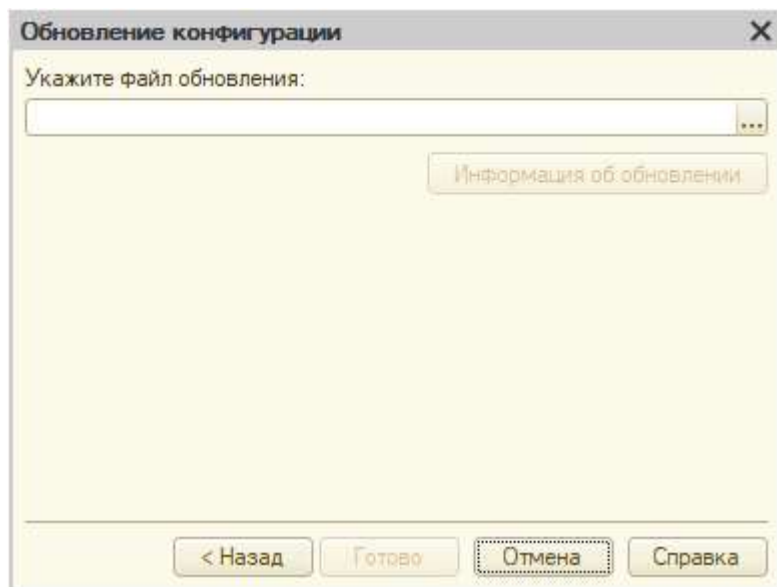 Обновление конфигурации
Укажите файл обновления:
...
Информация об обновлении
< Назад Готово Отмена Справка